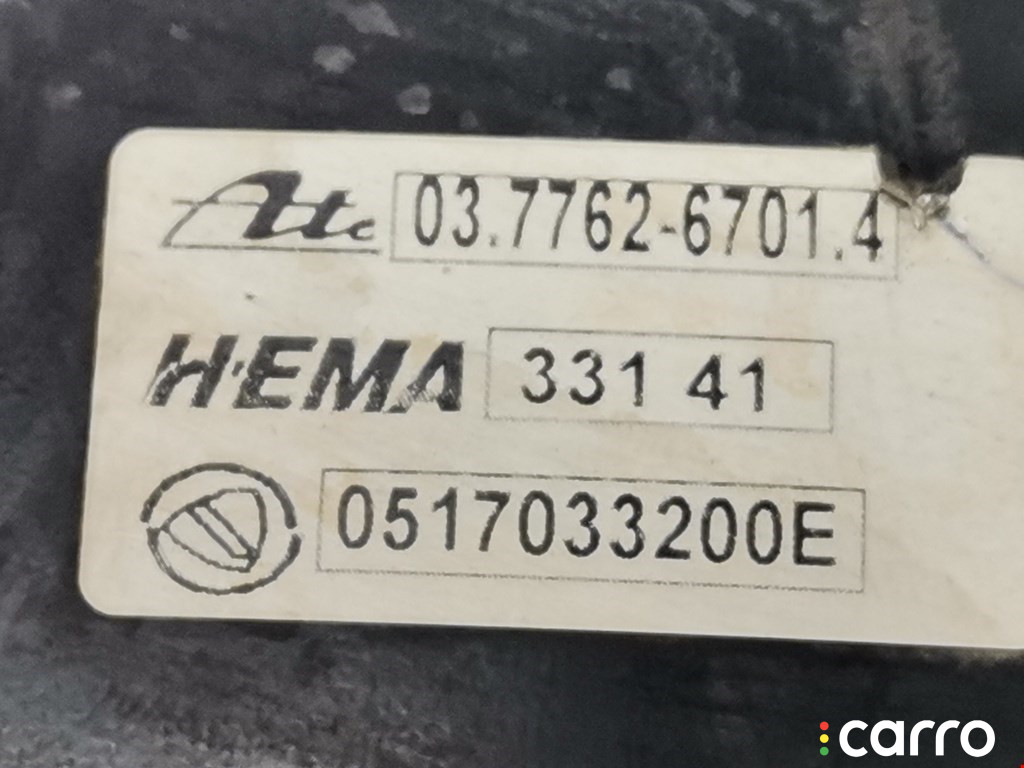 Ate 03.7762-6701.4
HEMA 331 41
0517033200E
carro